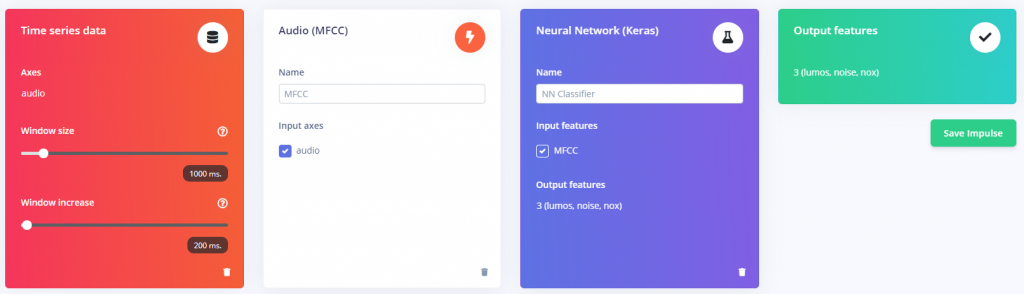 Time series data
Axes
audio
Window size
1000 ms.
Window increase
200 ms.
Audio (MFCC)
Name
MFCC
Input axes
audio
Neural Network (Keras)
Name
NN Classifier
Input features
MFCC
Output features
3 (lumos, noise, nox)
Output features
3 (lumos, noise, nox)
Save Impulse